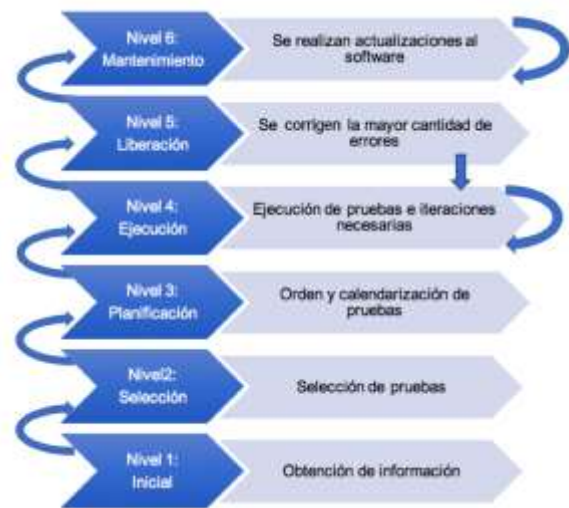 Nivel 6:
Mantenimiento
Se realizan actualizaciones al
software
Nivel 5:
Liberación
Se corrigen la mayor cantidad de
errores
Nivel 4:
Ejecución
Ejecución de pruebas e iteraciones
necesarias
Nivel 3:
Planificación
Orden y calendarización de
pruebas
Nivel2:
Selección
Selección de pruebas
Nivel 1:
Inicial
Obtención de información